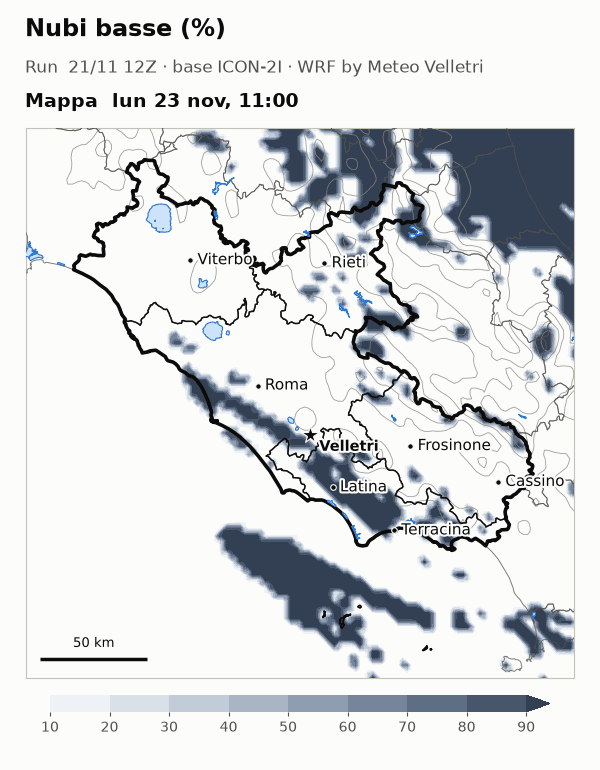 Nubi basse (%)
Run  21/11 12Z · base ICON-2I · WRF by Meteo Velletri
Mappa  lun 23 nov, 11:00
Viterbo
Rieti
Roma
Velletri
Frosinone
Latina
Cassino
Terracina
50 km
10 20 30 40 50 60 70 80 90